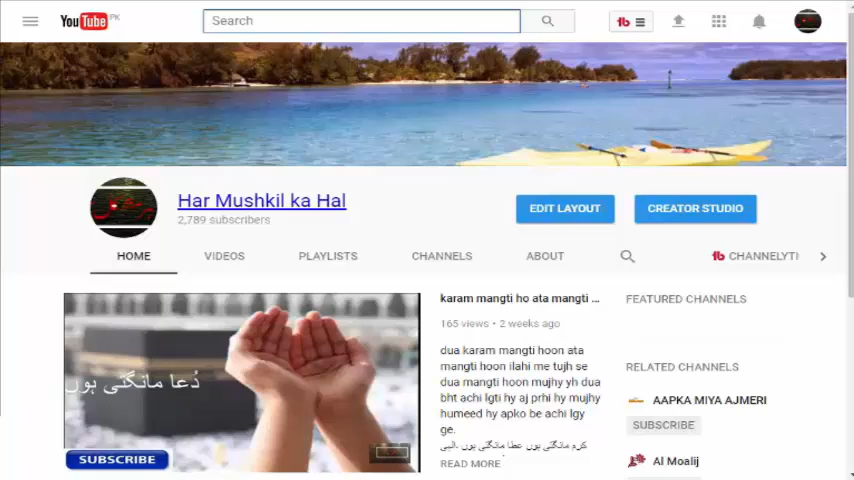 YouTube PK
Search
Har Mushkil ka Hal
2,789 subscribers
EDIT LAYOUT
CREATOR STUDIO
HOME
VIDEOS
PLAYLISTS
CHANNELS
ABOUT
CHANNELYTI
دُعا مانگتی ہوں
SUBSCRIBE
karam mangti ho ata mangti ...
165 views • 2 weeks ago
dua karam mangti hoon ata
mangti hoon ilahi me tujh se
dua mangti hoon mujhy yh dua
bht achi lgti hy aj prhi hy mujhy
humeed hy apko be achi lgy
ge.
کرم مانگتی ہوں عطا مانگتی ہوں ۔الہی
READ MORE
FEATURED CHANNELS
RELATED CHANNELS
AAPKA MIYA AJMERI
SUBSCRIBE
Al Moalij